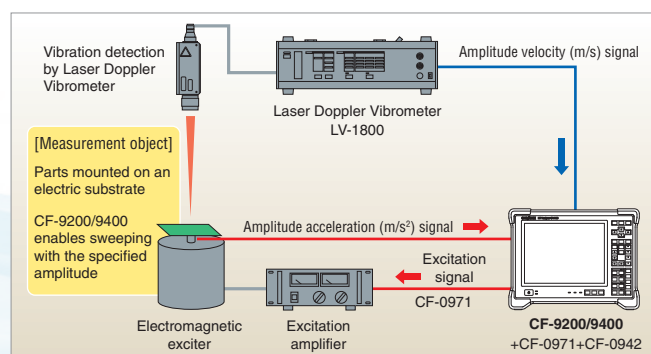 Vibration detection
by Laser Doppler
Vibrometer
Laser Doppler Vibrometer
LV-1800
Amplitude velocity (m/s) signal
[Measurement object]
Parts mounted on an
electric substrate
CF-9200/9400
enables sweeping
with the specified
amplitude
Amplitude acceleration (m/s²) signal
Excitation
signal
CF-0971
Electromagnetic
exciter
Excitation
amplifier
CF-9200/9400
+CF-0971+CF-0942